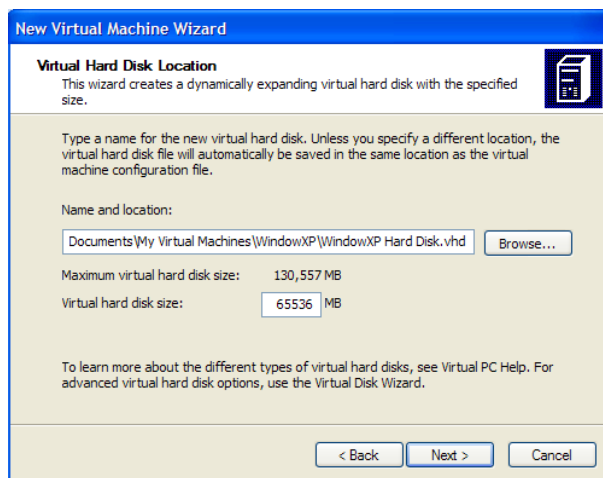 New Virtual Machine Wizard
Virtual Hard Disk Location
This wizard creates a dynamically expanding virtual hard disk with the specified
size.
Type a name for the new virtual hard disk. Unless you specify a different location, the
virtual hard disk file will automatically be saved in the same location as the virtual
machine configuration file.
Name and location:
Documents\My Virtual Machines\WindowXP\WindowXP Hard Disk.vhd
Browse...
Maximum virtual hard disk size: 130,557 MB
Virtual hard disk size: 65536 MB
To learn more about the different types of virtual hard disks, see Virtual PC Help. For
advanced virtual hard disk options, use the Virtual Disk Wizard.
< Back Next > Cancel